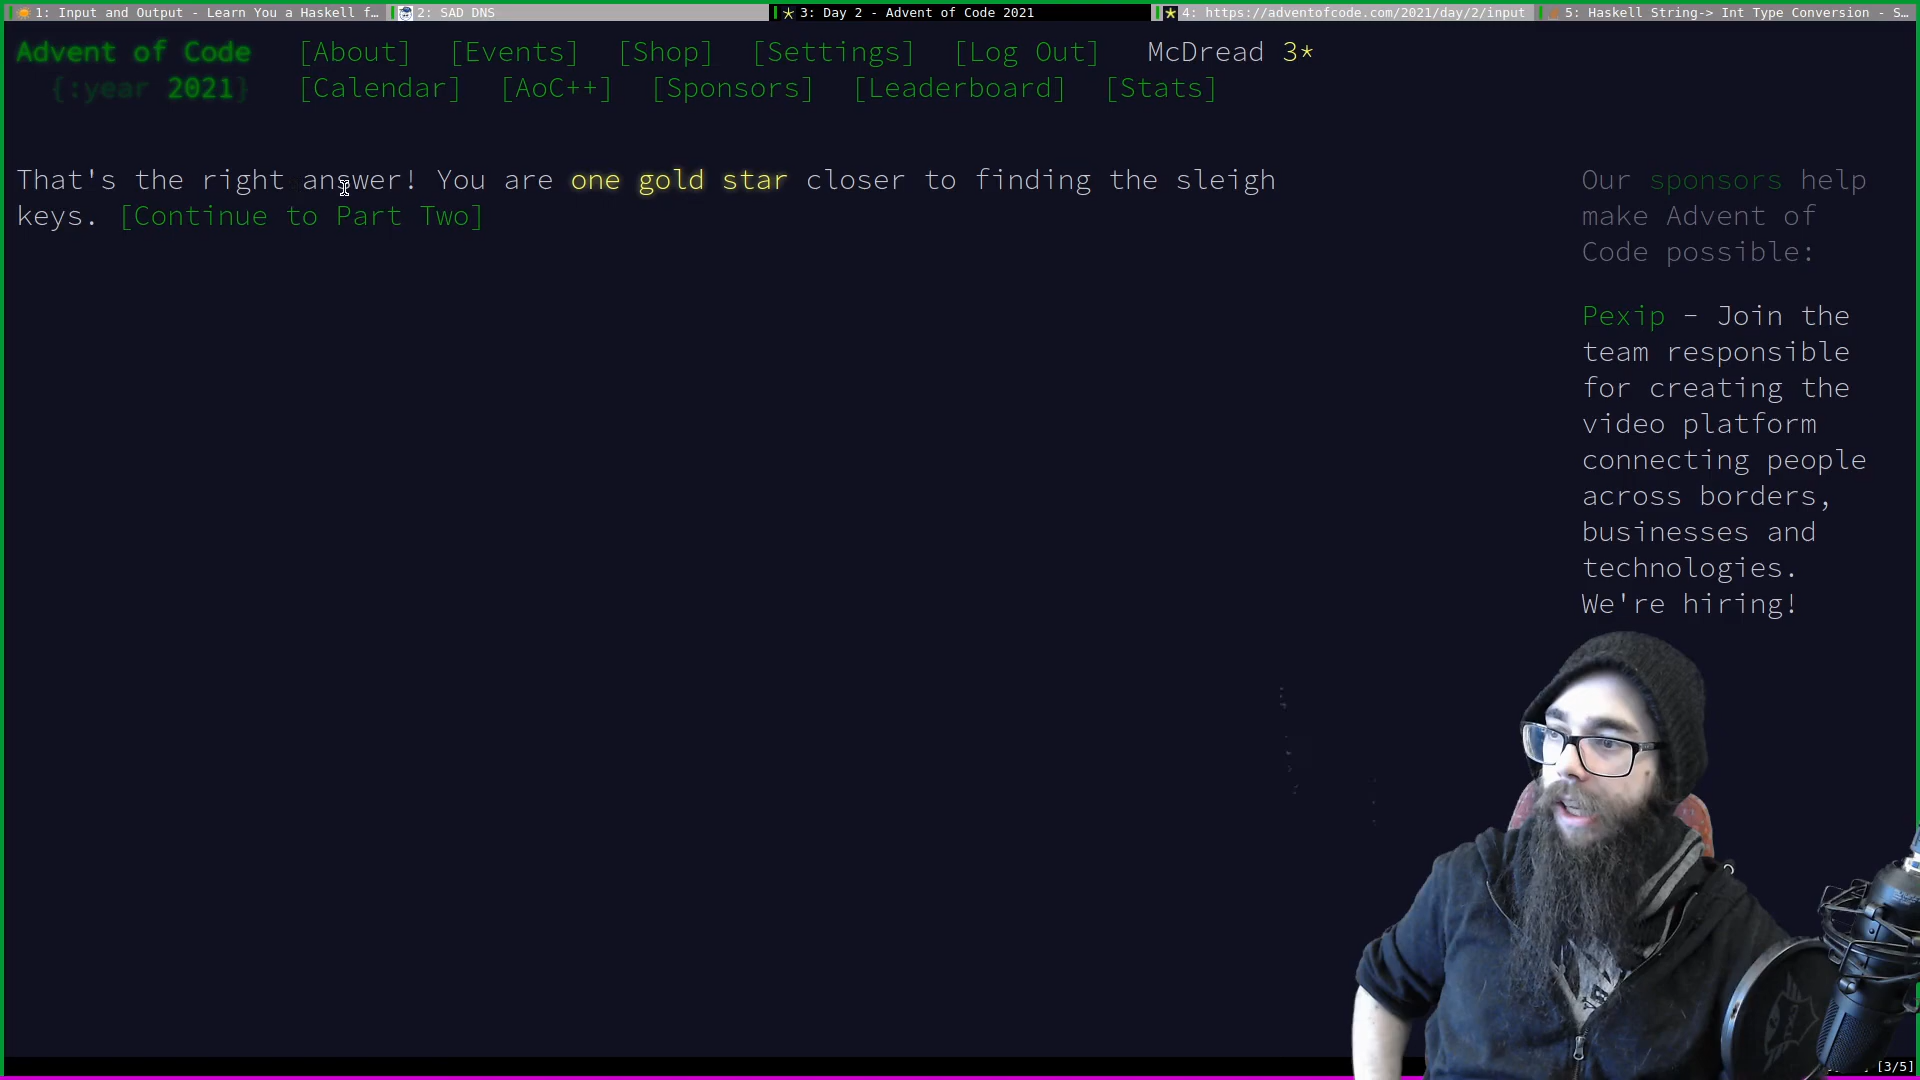 1: Input and Output - Learn You a Haskell f…
2: SAD DNS
3: Day 2 - Advent of Code 2021
4: https://adventofcode.com/2021/day/2/input
5: Haskell String-> Int Type Conversion - S…
Advent of Code [About] [Events] [Shop] [Settings] [Log Out] McDread 3*
{:year 2021} [Calendar] [AoC++] [Sponsors] [Leaderboard] [Stats]
That's the right answer! You are one gold star closer to finding the sleigh
keys. [Continue to Part Two]
Our sponsors help
make Advent of
Code possible:
Pexip - Join the
team responsible
for creating the
video platform
connecting people
across borders,
businesses and
technologies.
We're hiring!
[3/5]